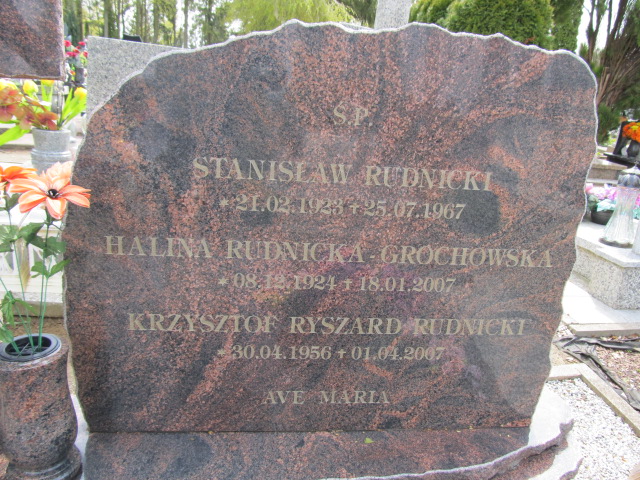 Ś.P.
STANISŁAW RUDNICKI
* 21.02.1923 + 25.07.1967
HALINA RUDNICKA-GROCHOWSKA
* 08.12.1924 + 18.01.2007
KRZYSZTOF RYSZARD RUDNICKI
* 30.04.1956 + 01.04.2007
AVE MARIA